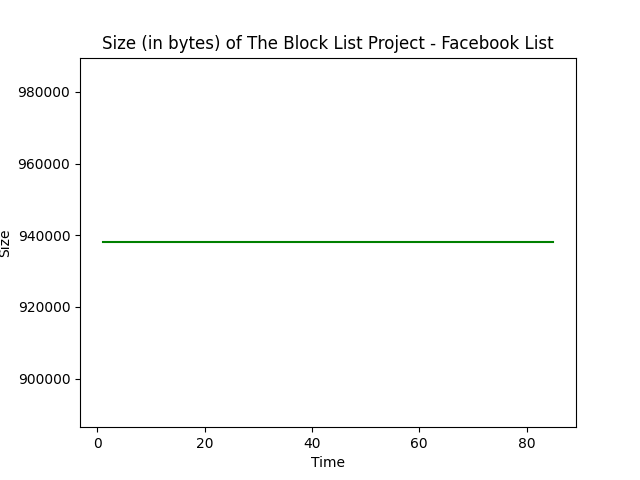 Size (in bytes) of The Block List Project - Facebook List
980000
960000
940000
920000
900000
Size
0 20 40 60 80
Time